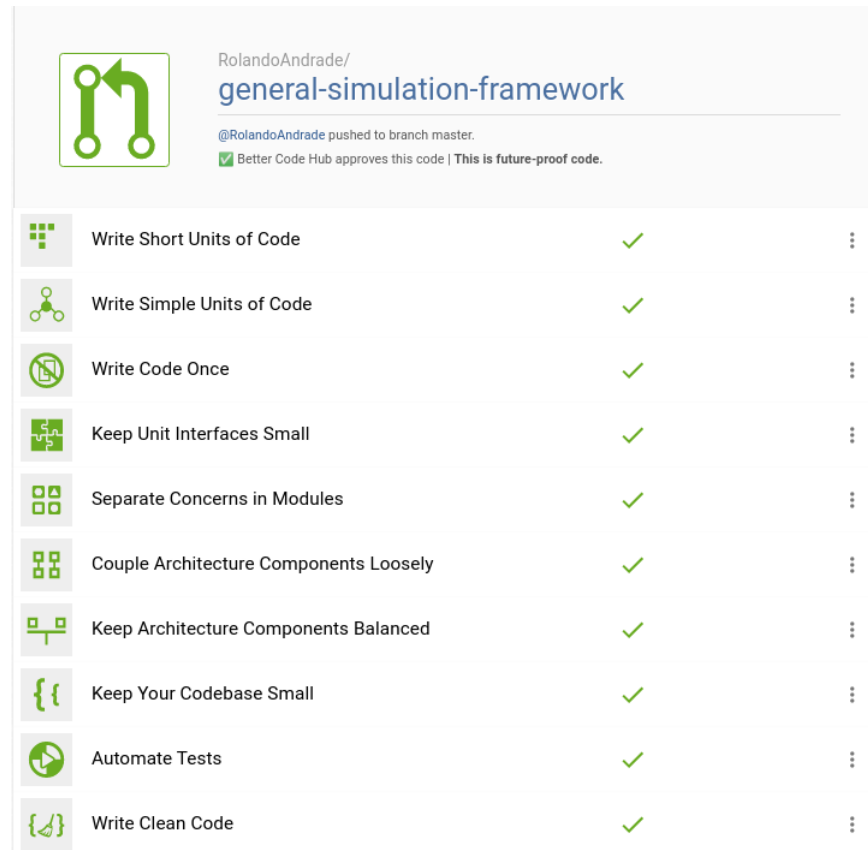 RolandoAndrade/
general-simulation-framework
@RolandoAndrade pushed to branch master.
✅ Better Code Hub approves this code | This is future-proof code.
Write Short Units of Code
Write Simple Units of Code
Write Code Once
Keep Unit Interfaces Small
Separate Concerns in Modules
Couple Architecture Components Loosely
Keep Architecture Components Balanced
Keep Your Codebase Small
Automate Tests
Write Clean Code